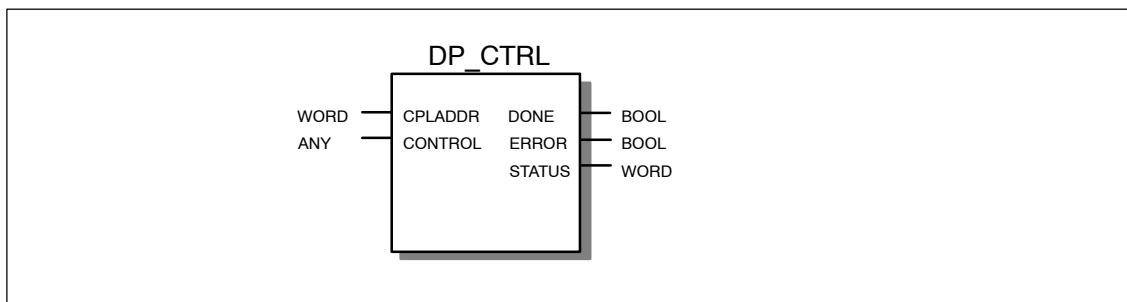 DP_CTRL
WORD CPLADDR DONE BOOL
ANY CONTROL ERROR BOOL
STATUS WORD